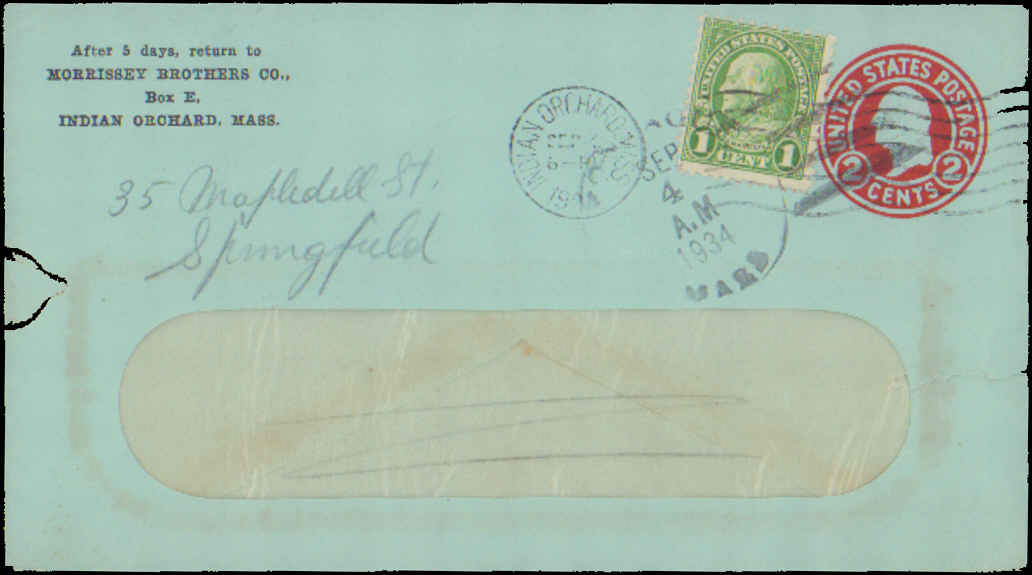 After 5 days, return to
MORRISSEY BROTHERS CO.,
Box E,
INDIAN ORCHARD, MASS.
35 Mapledell St.
Springfield
INDIAN ORCHARD, MASS
1934
SEP
4
A.M
1934
MASS
UNITED STATES POSTAGE
1 CENT 1
UNITED STATES POSTAGE
2 CENTS 2